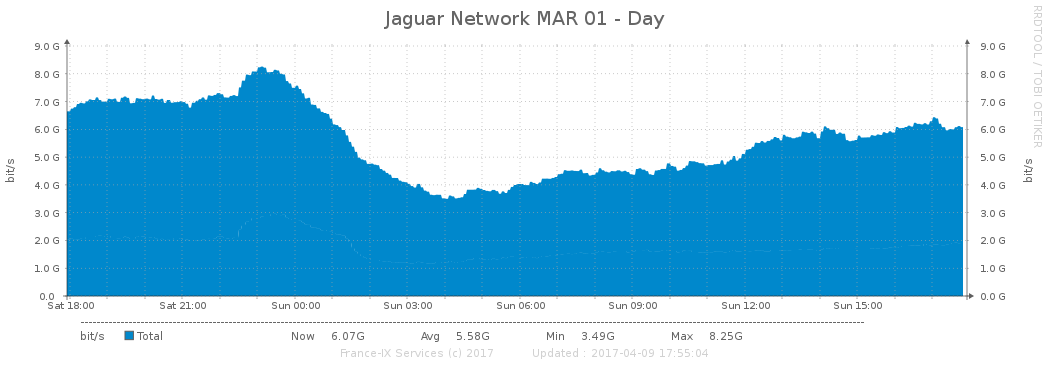 Jaguar Network MAR 01 - Day
RRDTOOL / TOBI OETIKER
9.0 G 9.0 G
8.0 G 8.0 G
7.0 G 7.0 G
6.0 G 6.0 G
5.0 G 5.0 G
4.0 G 4.0 G
3.0 G 3.0 G
2.0 G 2.0 G
1.0 G 1.0 G
0.0 0.0 G
bit/s bit/s
Sat 18:00 Sat 21:00 Sun 00:00 Sun 03:00 Sun 06:00 Sun 09:00 Sun 12:00 Sun 15:00
bit/s Total Now 6.07G Avg 5.58G Min 3.49G Max 8.25G
France-IX Services (c) 2017 Updated : 2017-04-09 17:55:04